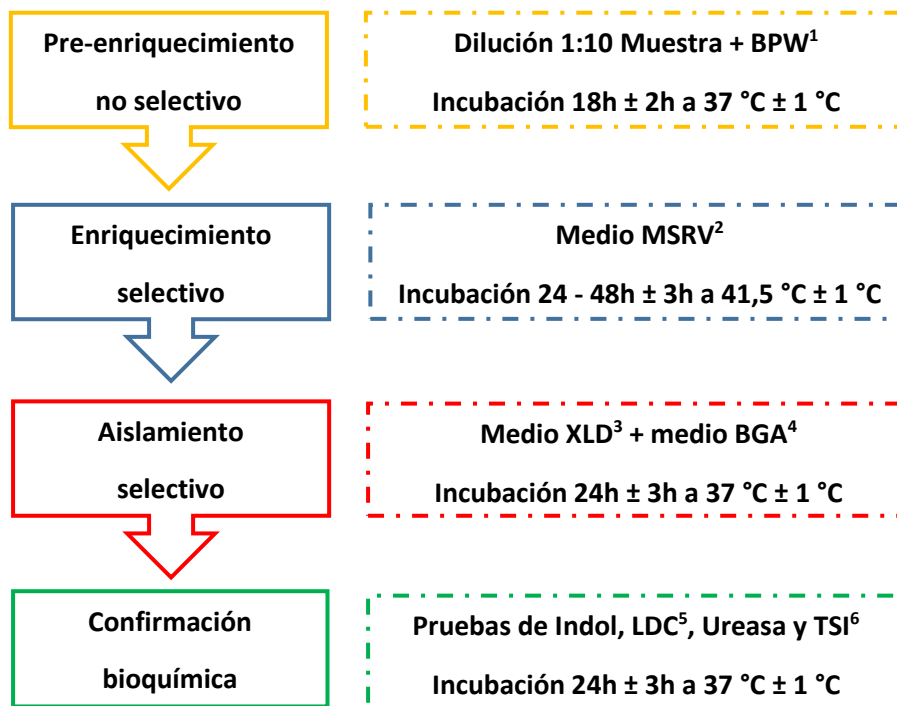 Pre-enriquecimiento
no selectivo
Dilución 1:10 Muestra + BPW¹
Incubación 18h ± 2h a 37 °C ± 1 °C
Enriquecimiento
selectivo
Medio MSRV²
Incubación 24 - 48h ± 3h a 41,5 °C ± 1 °C
Aislamiento
selectivo
Medio XLD³ + medio BGA⁴
Incubación 24h ± 3h a 37 °C ± 1 °C
Confirmación
bioquímica
Pruebas de Indol, LDC⁵, Ureasa y TSI⁶
Incubación 24h ± 3h a 37 °C ± 1 °C